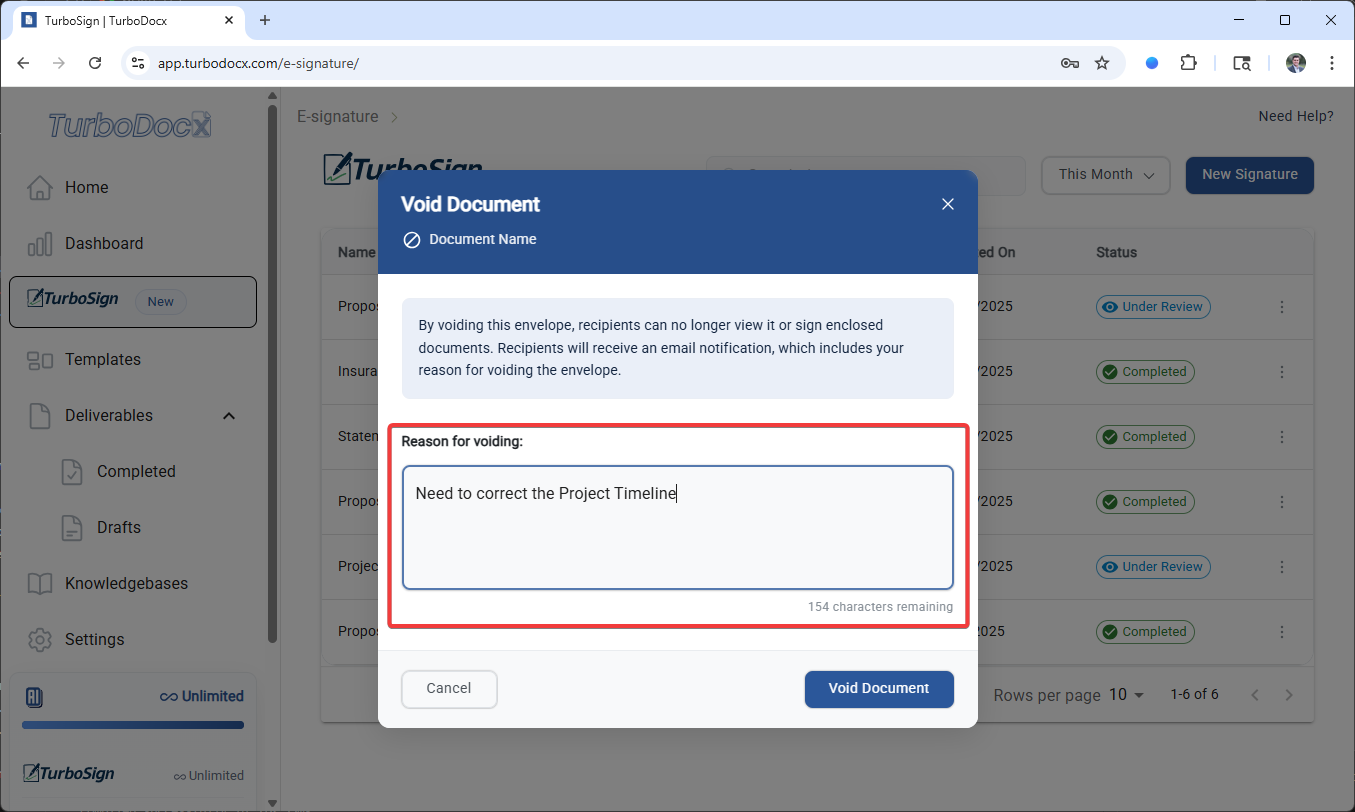 TurboSign | TurboDocx
app.turbodocx.com/e-signature/
TurboDocX
Home
Dashboard
TurboSign New
Templates
Deliverables
Completed
Drafts
Knowledgebases
Settings
Unlimited
TurboSign
Unlimited
E-signature
Need Help?
TurboSign
This Month
New Signature
Name
ed On
Status
Propos
/2025
Under Review
Insura
/2025
Completed
Statem
/2025
Completed
Propos
/2025
Completed
Projec
/2025
Under Review
Propos
2025
Completed
Rows per page 10
1-6 of 6
Void Document
Document Name
By voiding this envelope, recipients can no longer view it or sign enclosed
documents. Recipients will receive an email notification, which includes your
reason for voiding the envelope.
Reason for voiding:
Need to correct the Project Timeline
154 characters remaining
Cancel
Void Document